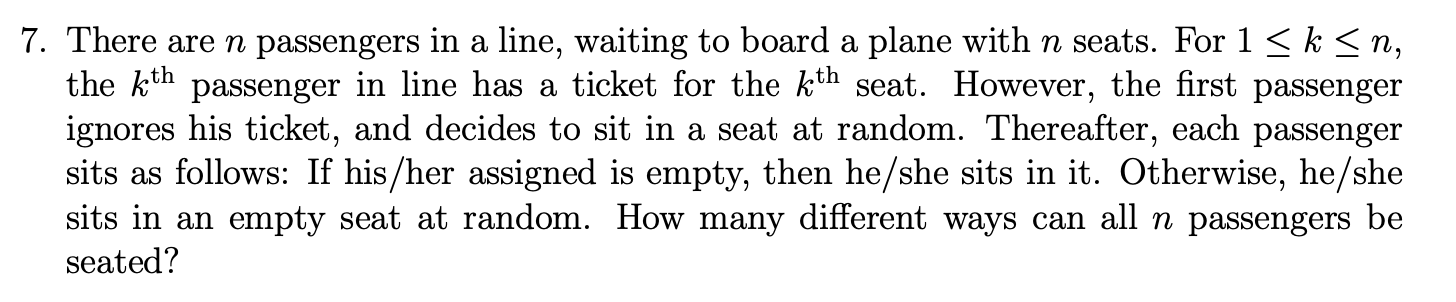 7. There are n passengers in a line, waiting to board a plane with n seats. For 1 ≤ k ≤ n,
the kᵗʰ passenger in line has a ticket for the kᵗʰ seat. However, the first passenger
ignores his ticket, and decides to sit in a seat at random. Thereafter, each passenger
sits as follows: If his/her assigned is empty, then he/she sits in it. Otherwise, he/she
sits in an empty seat at random. How many different ways can all n passengers be
seated?